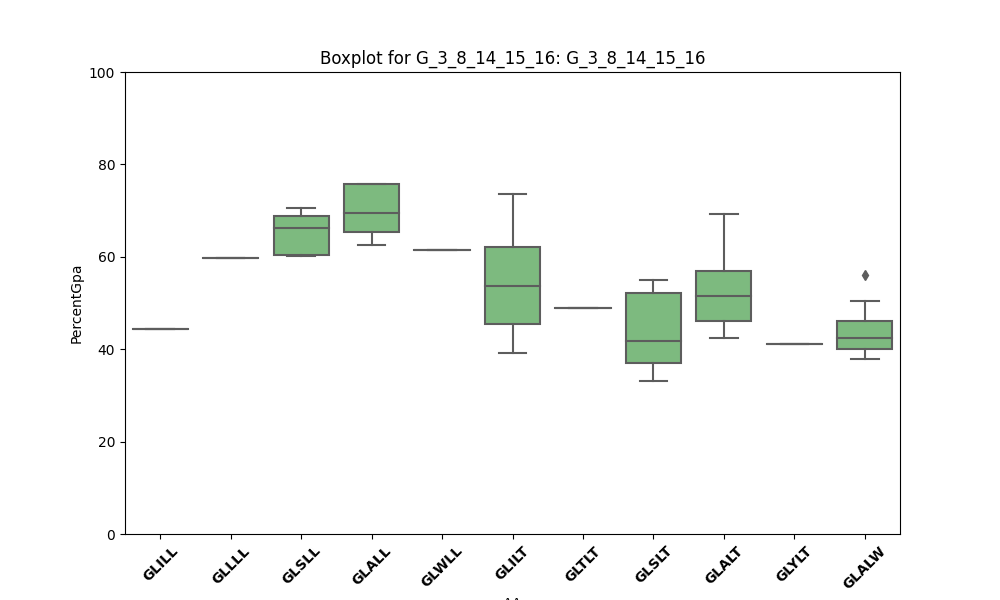 Boxplot for G_3_8_14_15_16: G_3_8_14_15_16
100
80
60
40
20
0
PercentGpa
GLILL GLLLL GLSLL GLALL GLWLL GLILT GLTLT GLSLT GLALT GLYLT GLALW